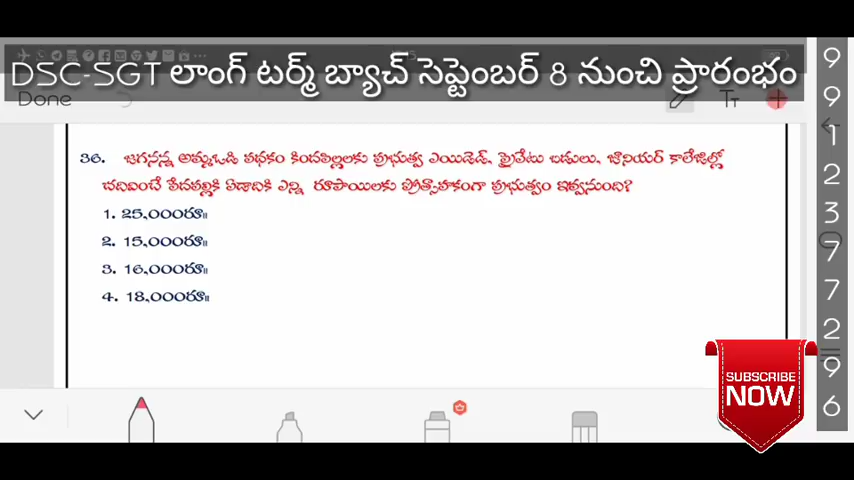 DSC-SGT లాంగ్ టర్మ్ బ్యాచ్ సెప్టెంబర్ 8 నుంచి ప్రారంభం
Done
36. జగనన్న అమ్మఒడి పథకం కిందపిల్లలకు ప్రభుత్వ ఎయిడెడ్, ప్రైవేటు బడులు, జూనియర్ కాలేజీల్లో
చదివించే పేదతల్లికి ఏడాదికి ఎన్ని రూపాయిలకు ప్రోత్సాహకంగా ప్రభుత్వం ఇవ్వనుంది?
1. 25,000రూ॥
2. 15,000రూ॥
3. 16,000రూ॥
4. 18,000రూ॥
9
9
1
2
3
7
7
2
9
6
SUBSCRIBE
NOW